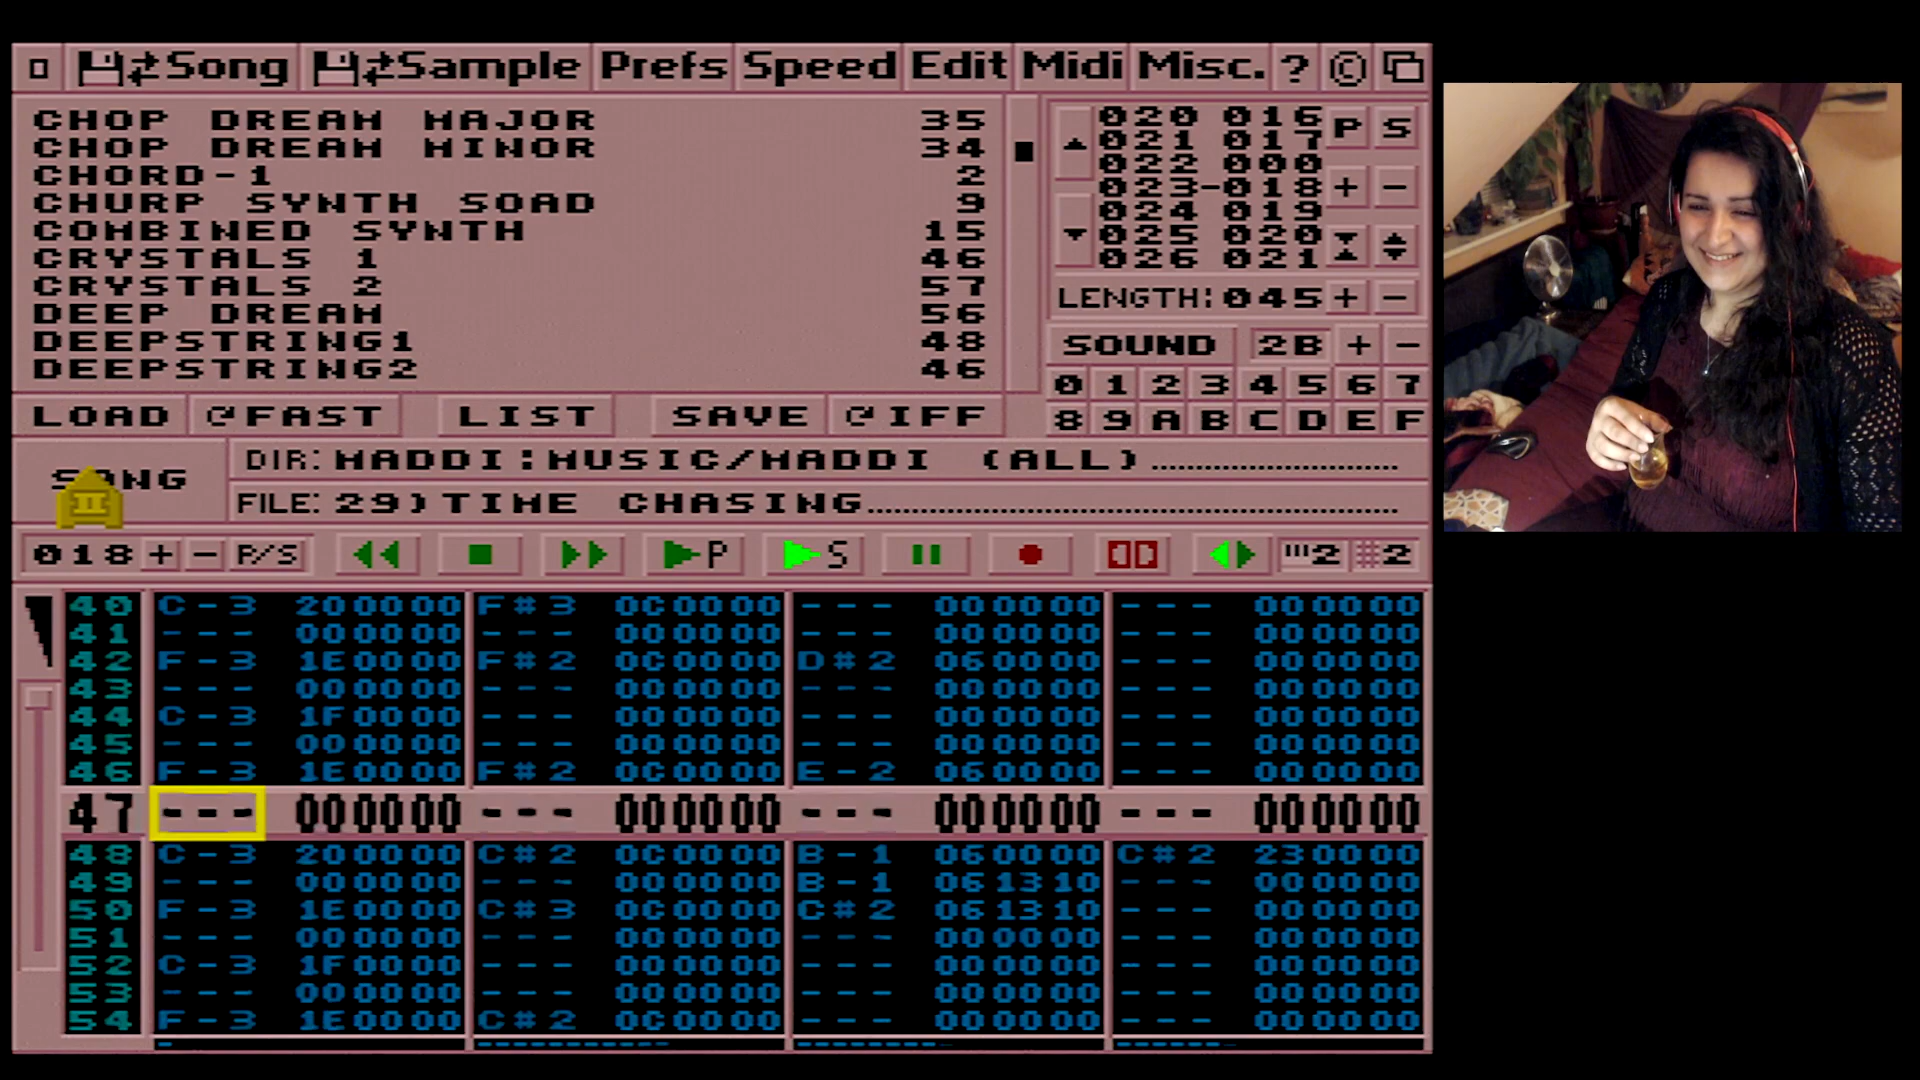 Song Sample Prefs Speed Edit Midi Misc. ? ©
CHOP DREAM MAJOR 35
CHOP DREAM MINOR 34
CHORD-1 2
CHURP SYNTH SOAD 9
COMBINED SYNTH 15
CRYSTALS 1 46
CRYSTALS 2 57
DEEP DREAM 56
DEEPSTRING1 48
DEEPSTRING2 46
020 016 P S
021 017
022 000
023-018 + -
024 019
025 020
026 021
LENGTH: 045 + -
SOUND 2B + -
0 1 2 3 4 5 6 7
8 9 A B C D E F
LOAD FAST LIST SAVE IFF
SONG
DIR: MADDI:MUSIC/MADDI (ALL)
FILE: 29)TIME CHASING
018 + - P/S P S 2 #2
40 C-3 200000 F#3 0C0000 --- 000000 --- 000000
41 --- 000000 --- 000000 --- 000000 --- 000000
42 F-3 1E0000 F#2 0C0000 D#2 060000 --- 000000
43 --- 000000 --- 000000 --- 000000 --- 000000
44 C-3 1F0000 --- 000000 --- 000000 --- 000000
45 --- 000000 --- 000000 --- 000000 --- 000000
46 F-3 1E0000 F#2 0C0000 E-2 060000 --- 000000
47 --- 000000 --- 000000 --- 000000 --- 000000
48 C-3 200000 C#2 0C0000 B-1 060000 C#2 230000
49 --- 000000 --- 000000 B-1 061310 --- 000000
50 F-3 1E0000 C#3 0C0000 C#2 061310 --- 000000
51 --- 000000 --- 000000 --- 000000 --- 000000
52 C-3 1F0000 --- 000000 --- 000000 --- 000000
53 --- 000000 --- 000000 --- 000000 --- 000000
54 F-3 1E0000 C#2 0C0000 --- 000000 --- 000000